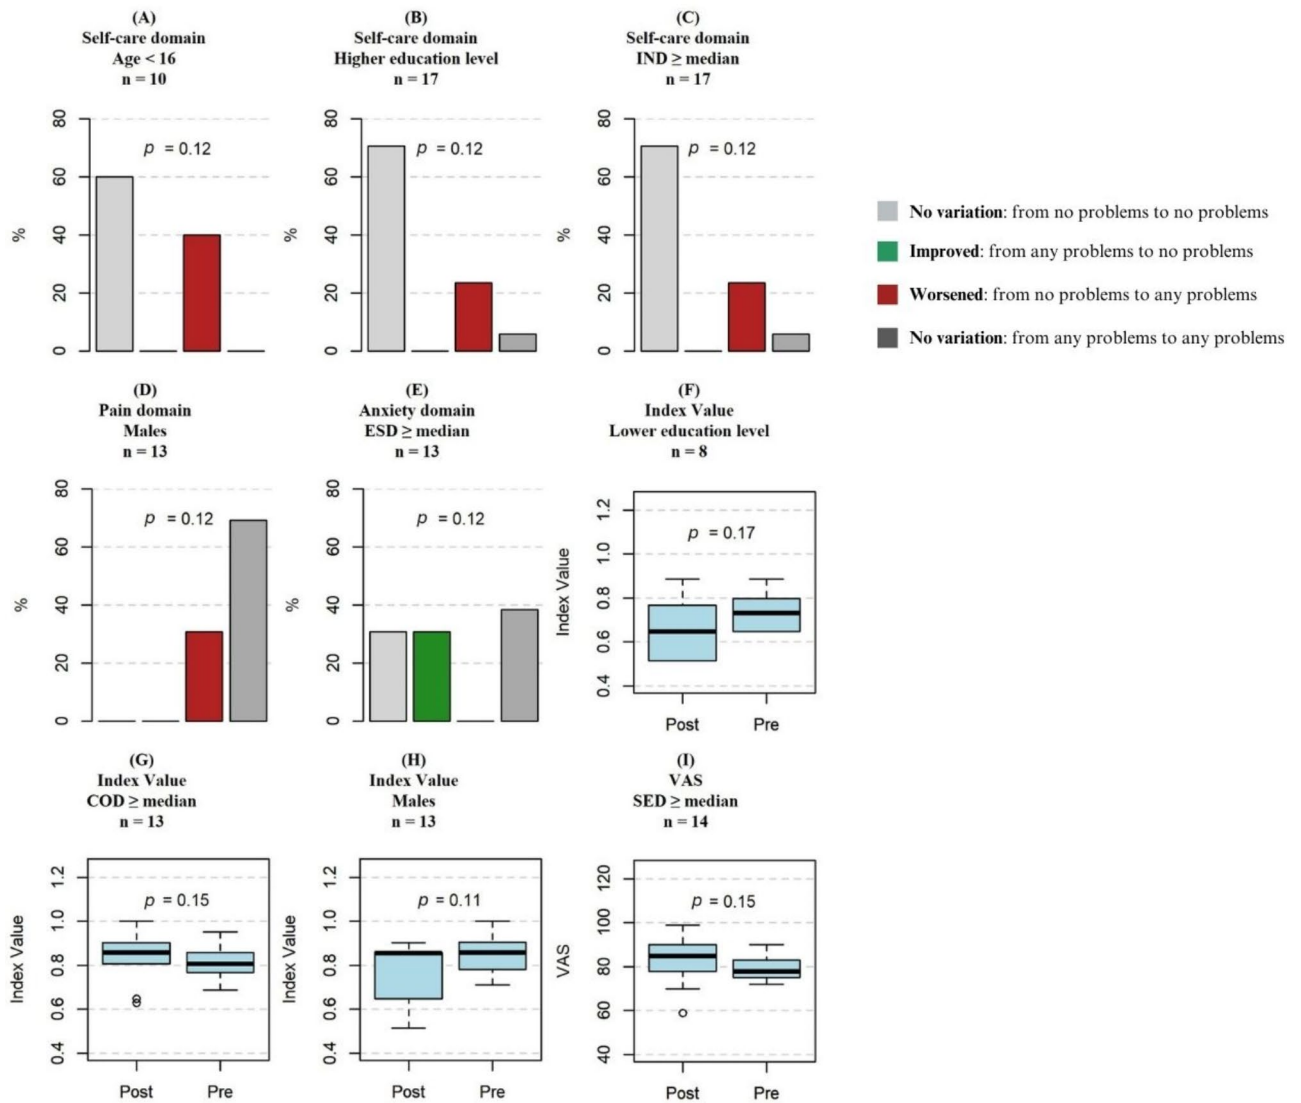 (A)
Self-care domain
Age < 16
n = 10
80
60
40
20
0
%
p = 0.12
(B)
Self-care domain
Higher education level
n = 17
80
60
40
20
0
%
p = 0.12
(C)
Self-care domain
IND ≥ median
n = 17
80
60
40
20
0
%
p = 0.12
No variation: from no problems to no problems
Improved: from any problems to no problems
Worsened: from no problems to any problems
No variation: from any problems to any problems
(D)
Pain domain
Males
n = 13
80
60
40
20
0
%
p = 0.12
(E)
Anxiety domain
ESD ≥ median
n = 13
80
60
40
20
0
%
p = 0.12
(F)
Index Value
Lower education level
n = 8
1.2
1.0
0.8
0.6
0.4
Index Value
p = 0.17
Post Pre
(G)
Index Value
COD ≥ median
n = 13
1.2
1.0
0.8
0.6
0.4
Index Value
p = 0.15
Post Pre
(H)
Index Value
Males
n = 13
1.2
1.0
0.8
0.6
0.4
Index Value
p = 0.11
Post Pre
(I)
VAS
SED ≥ median
n = 14
120
100
80
60
40
VAS
p = 0.15
Post Pre